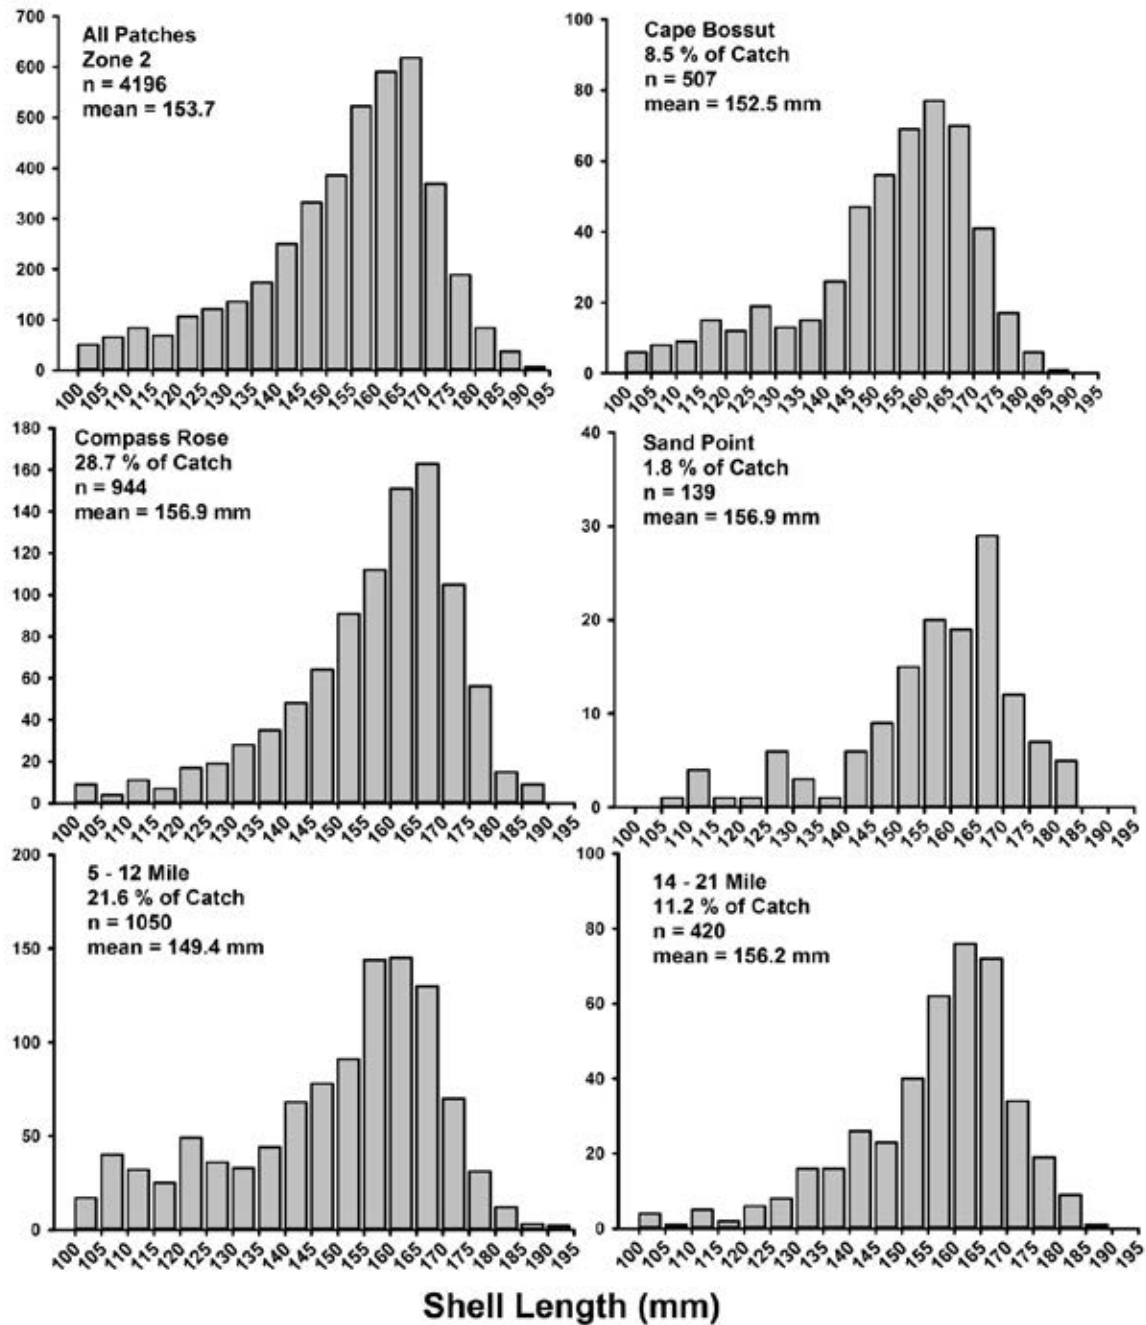 700
600
500
400
300
200
100
0
All Patches
Zone 2
n = 4196
mean = 153.7
100 105 110 115 120 125 130 135 140 145 150 155 160 165 170 175 180 185 190 195
100
80
60
40
20
0
Cape Bossut
8.5 % of Catch
n = 507
mean = 152.5 mm
100 105 110 115 120 125 130 135 140 145 150 155 160 165 170 175 180 185 190 195
180
160
140
120
100
80
60
40
20
0
Compass Rose
28.7 % of Catch
n = 944
mean = 156.9 mm
100 105 110 115 120 125 130 135 140 145 150 155 160 165 170 175 180 185 190 195
40
30
20
10
0
Sand Point
1.8 % of Catch
n = 139
mean = 156.9 mm
100 105 110 115 120 125 130 135 140 145 150 155 160 165 170 175 180 185 190 195
200
150
100
50
0
5 - 12 Mile
21.6 % of Catch
n = 1050
mean = 149.4 mm
100 105 110 115 120 125 130 135 140 145 150 155 160 165 170 175 180 185 190 195
100
80
60
40
20
0
14 - 21 Mile
11.2 % of Catch
n = 420
mean = 156.2 mm
100 105 110 115 120 125 130 135 140 145 150 155 160 165 170 175 180 185 190 195
Shell Length (mm)